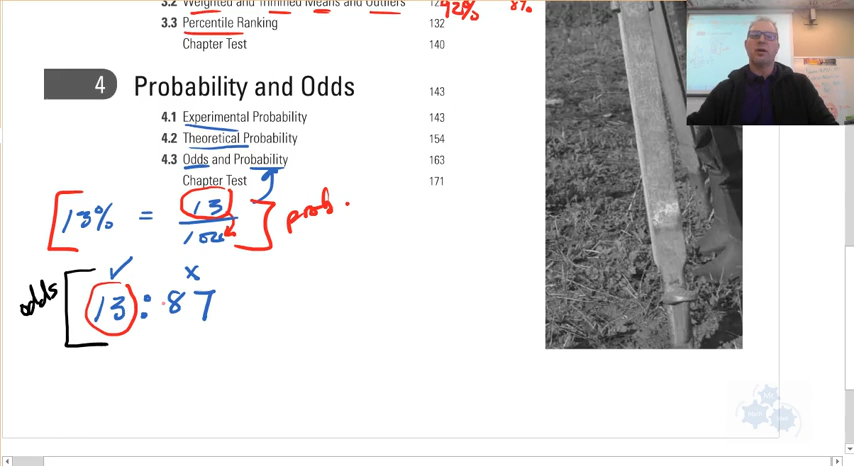 3.2 Weighted and Trimmed Means and Outliers
92% 8%
3.3 Percentile Ranking 132
Chapter Test 140
4 Probability and Odds 143
4.1 Experimental Probability 143
4.2 Theoretical Probability 154
4.3 Odds and Probability 163
Chapter Test 171
13% = 13/100 prob.
✓ x
odds 13 : 87